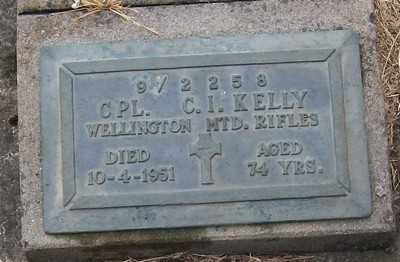 9/2258
CPL. C.I. KELLY
WELLINGTON MTD. RIFLES
DIED AGED
10-4-1951 74 YRS.